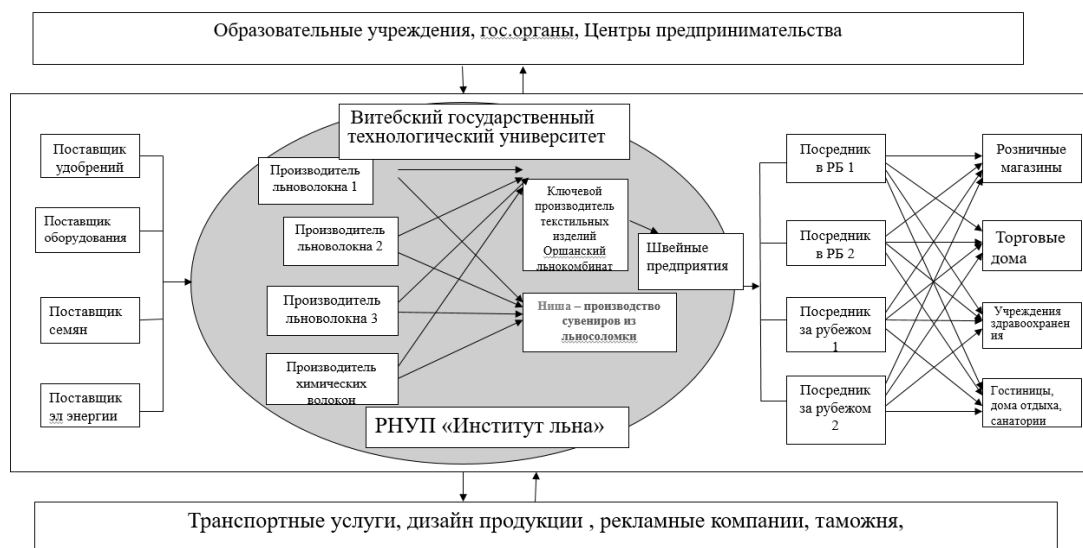 Образовательные учреждения, гос.органы, Центры предпринимательства
Витебский государственный
технологический университет
Поставщик
удобрений
Поставщик
оборудования
Поставщик
семян
Поставщик
эл энергии
Производитель
льноволокна 1
Производитель
льноволокна 2
Производитель
льноволокна 3
Производитель
химических
волокон
Ключевой
производитель
текстильных
изделий
Оршанский
льнокомбинат
Ниша – производство
сувениров из
льносоломки
Швейные
предприятия
РНУП «Институт льна»
Посредник
в РБ 1
Посредник
в РБ 2
Посредник
за рубежом
1
Посредник
за рубежом
2
Розничные
магазины
Торговые
дома
Учреждения
здравоохранен
ия
Гостиницы,
дома отдыха,
санатории
Транспортные услуги, дизайн продукции , рекламные компании, таможня,